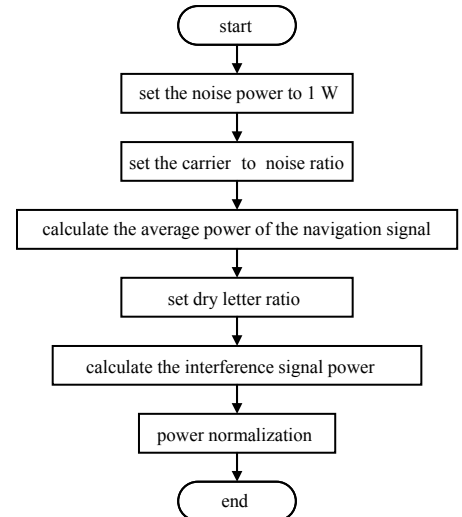 start
set the noise power to 1 W
set the carrier to noise ratio
calculate the average power of the navigation signal
set dry letter ratio
calculate the interference signal power
power normalization
end